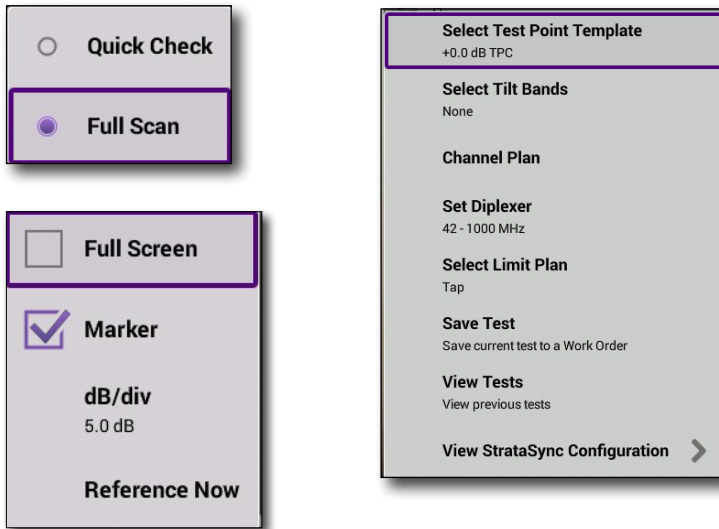 Quick Check
Full Scan
Full Screen
Marker
dB/div
5.0 dB
Reference Now
Select Test Point Template
+0.0 dB TPC
Select Tilt Bands
None
Channel Plan
Set Diplexer
42 - 1000 MHz
Select Limit Plan
Tap
Save Test
Save current test to a Work Order
View Tests
View previous tests
View StrataSync Configuration